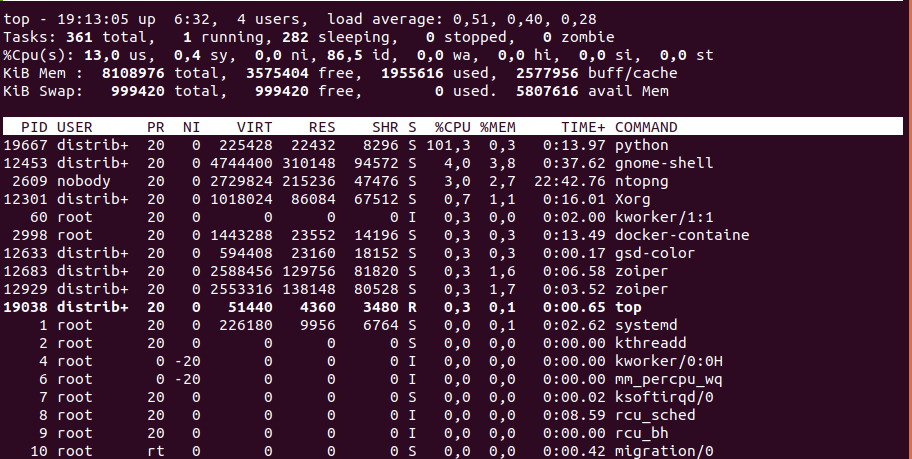 top - 19:13:05 up  6:32,  4 users,  load average: 0,51, 0,40, 0,28
Tasks: 361 total,   1 running, 282 sleeping,   0 stopped,   0 zombie
%Cpu(s): 13,0 us,  0,4 sy,  0,0 ni, 86,5 id,  0,0 wa,  0,0 hi,  0,0 si,  0,0 st
KiB Mem :  8108976 total,  3575404 free,  1955616 used,  2577956 buff/cache
KiB Swap:   999420 total,   999420 free,        0 used.  5807616 avail Mem
  PID USER      PR  NI    VIRT    RES    SHR S  %CPU %MEM     TIME+ COMMAND
19667 distrib+  20   0  225428  22432   8296 S 101,3  0,3   0:13.97 python
12453 distrib+  20   0 4744400 310148  94572 S   4,0  3,8   0:37.62 gnome-shell
 2609 nobody    20   0 2729824 215236  47476 S   3,0  2,7  22:42.76 ntopng
12301 distrib+  20   0 1018024  86084  67512 S   0,7  1,1   0:16.01 Xorg
   60 root      20   0       0      0      0 I   0,3  0,0   0:02.00 kworker/1:1
 2998 root      20   0 1443288  23552  14196 S   0,3  0,3   0:13.49 docker-containe
12633 distrib+  20   0  594408  23160  18152 S   0,3  0,3   0:00.17 gsd-color
12683 distrib+  20   0 2588456 129756  81820 S   0,3  1,6   0:06.58 zoiper
12929 distrib+  20   0 2553316 138148  80528 S   0,3  1,7   0:03.52 zoiper
19038 distrib+  20   0   51440   4360   3480 R   0,3  0,1   0:00.65 top
    1 root      20   0  226180   9956   6764 S   0,0  0,1   0:02.62 systemd
    2 root      20   0       0      0      0 S   0,0  0,0   0:00.00 kthreadd
    4 root       0 -20       0      0      0 I   0,0  0,0   0:00.00 kworker/0:0H
    6 root       0 -20       0      0      0 I   0,0  0,0   0:00.00 mm_percpu_wq
    7 root      20   0       0      0      0 S   0,0  0,0   0:00.02 ksoftirqd/0
    8 root      20   0       0      0      0 I   0,0  0,0   0:08.59 rcu_sched
    9 root      20   0       0      0      0 I   0,0  0,0   0:00.00 rcu_bh
   10 root      rt   0       0      0      0 S   0,0  0,0   0:00.42 migration/0